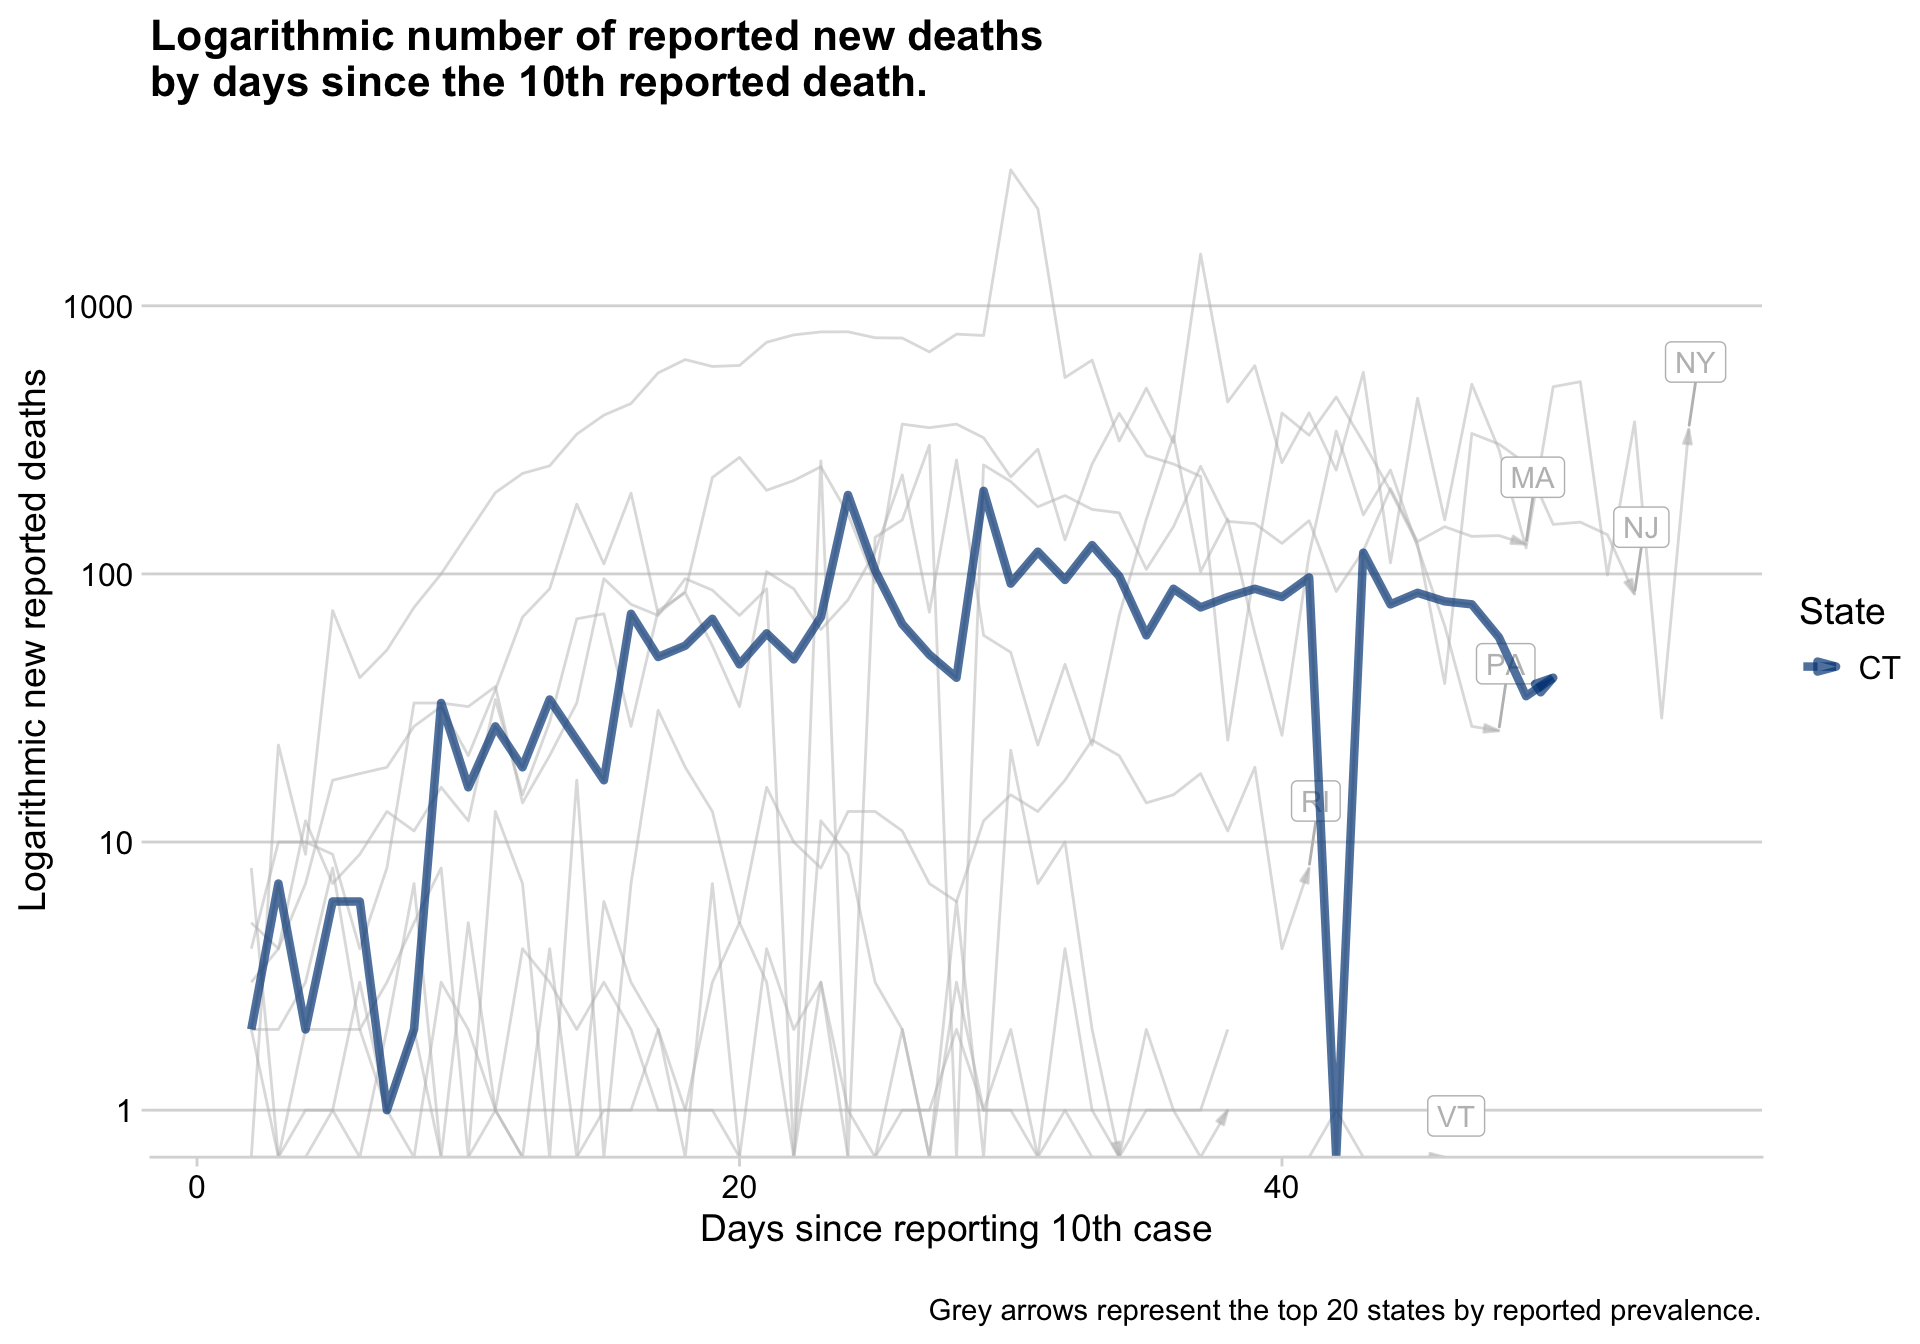 Logarithmic number of reported new deaths
by days since the 10th reported death.
Logarithmic new reported deaths
1000
100
10
1
NY
MA
NJ
PA
RI
VT
State
CT
0
20
40
Days since reporting 10th case
Grey arrows represent the top 20 states by reported prevalence.